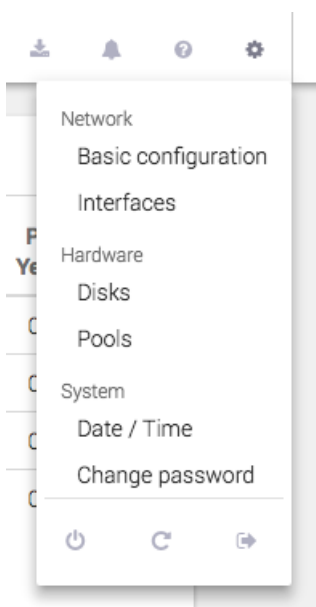 Network
Basic configuration
Interfaces
Hardware
Disks
Pools
System
Date / Time
Change password